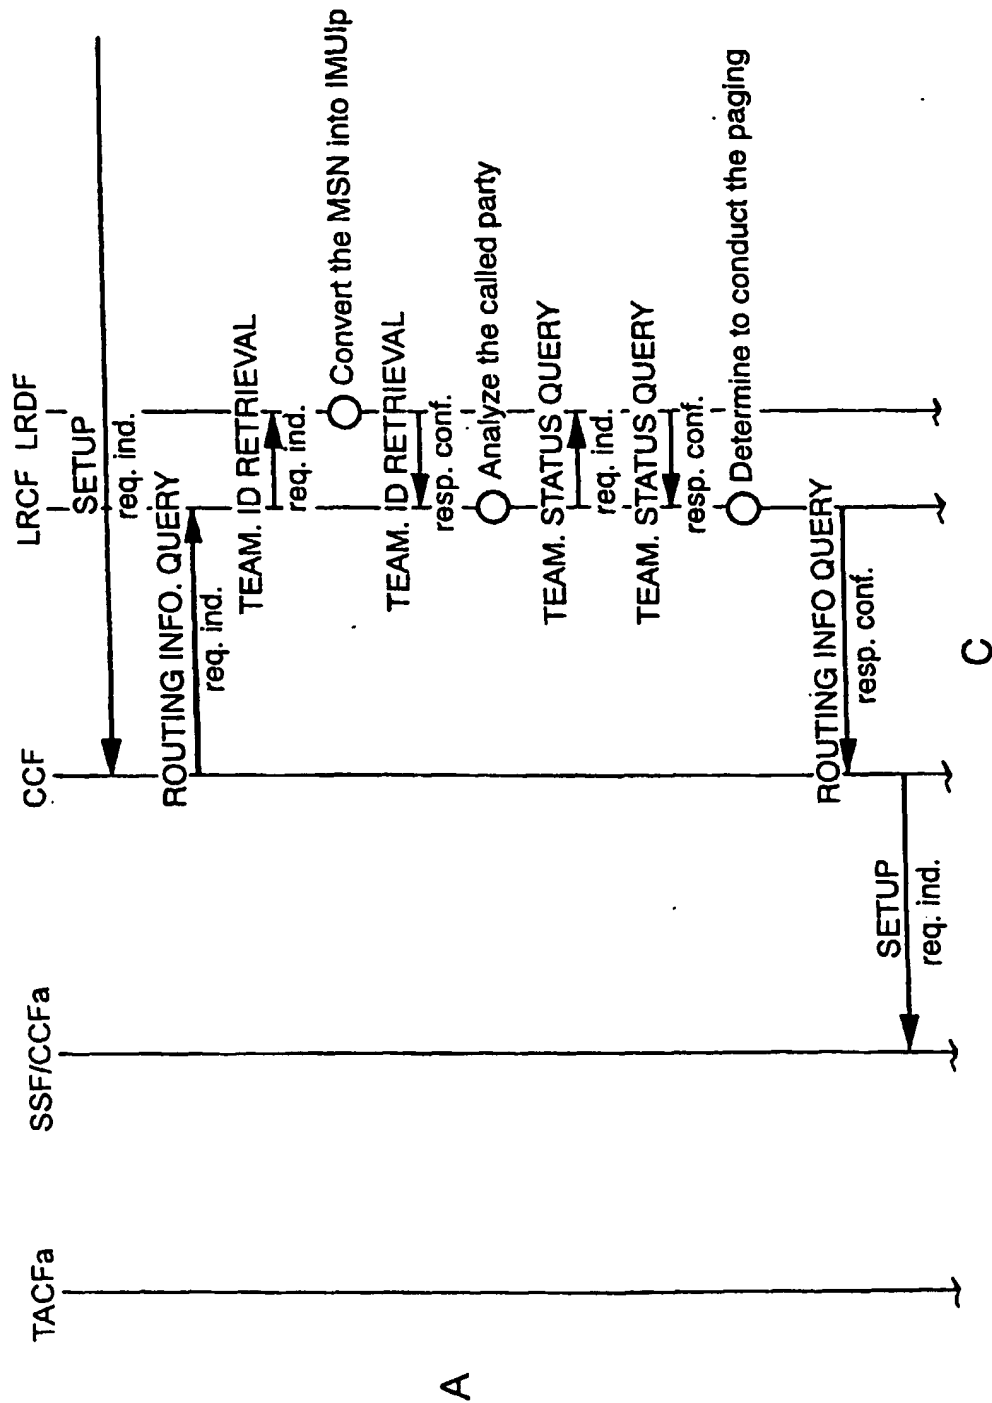 TACFa
SSF/CCFa
CCF
LRCF
LRDF
SETUP
req. ind.
ROUTING INFO. QUERY
req. ind.
TEAM. ID RETRIEVAL
req. ind.
Convert the MSN into IMUIp
TEAM. ID RETRIEVAL
resp. conf.
Analyze the called party
TEAM. STATUS QUERY
req. ind.
TEAM. STATUS QUERY
resp. conf.
Determine to conduct the paging
ROUTING INFO QUERY
resp. conf.
SETUP
req. ind.
A
C